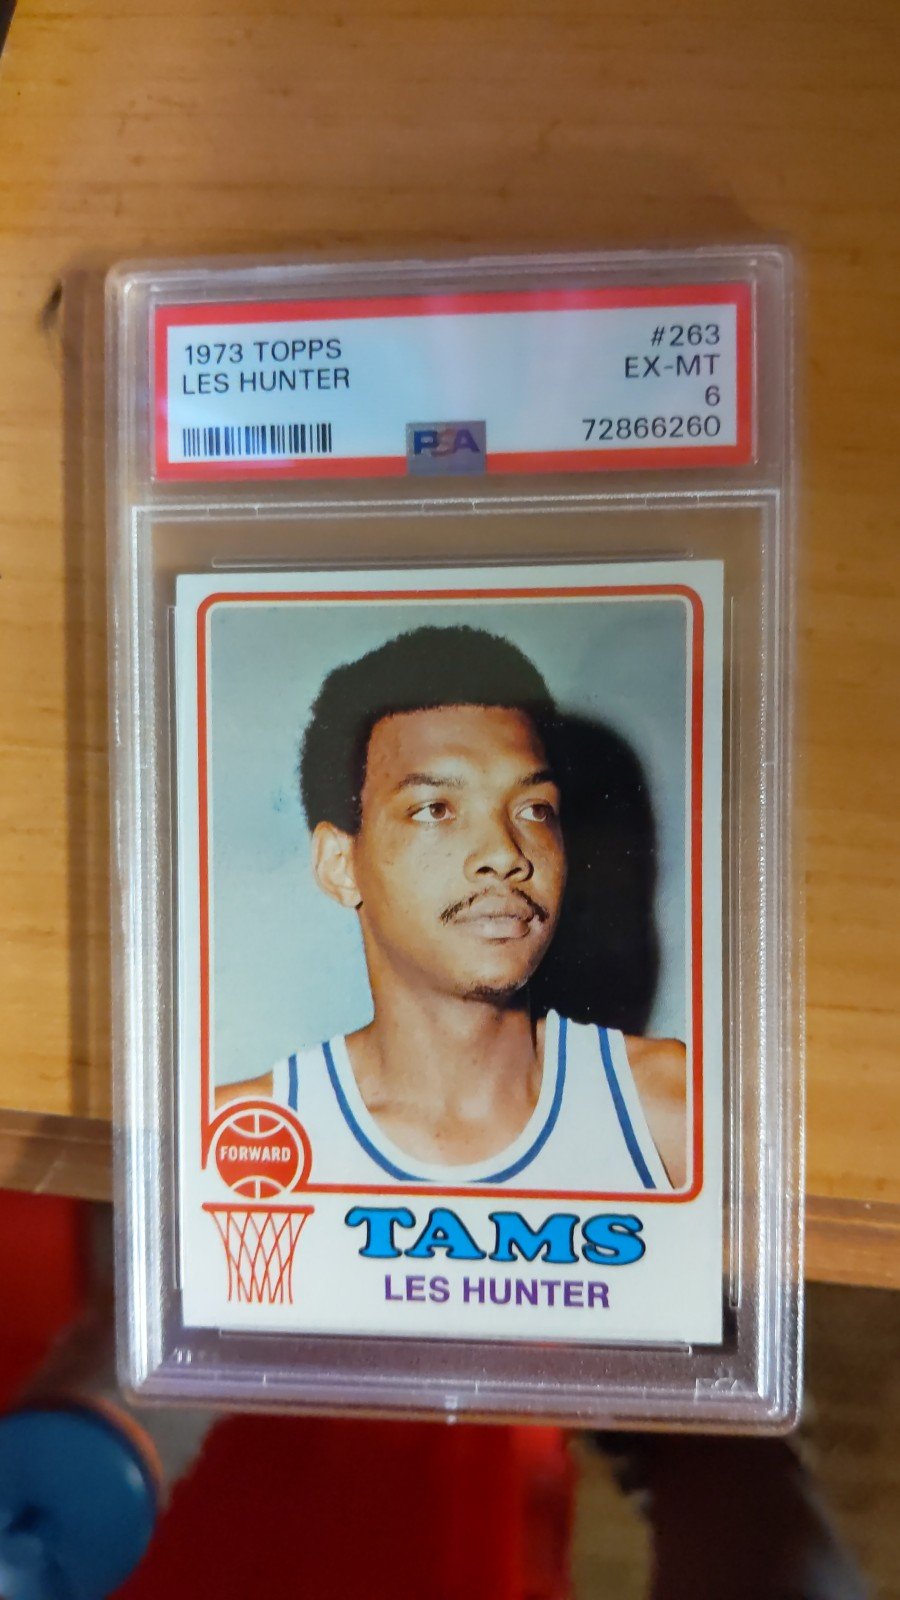 1973 TOPPS
LES HUNTER
#263
EX-MT
6
72866260
PSA
FORWARD
TAMS
LES HUNTER